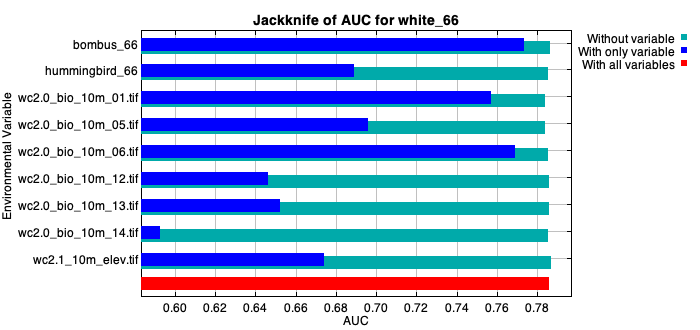 Jackknife of AUC for white_66
Without variable
With only variable
With all variables
Environmental Variable
bombus_66
hummingbird_66
wc2.0_bio_10m_01.tif
wc2.0_bio_10m_05.tif
wc2.0_bio_10m_06.tif
wc2.0_bio_10m_12.tif
wc2.0_bio_10m_13.tif
wc2.0_bio_10m_14.tif
wc2.1_10m_elev.tif
0.60 0.62 0.64 0.66 0.68 0.70 0.72 0.74 0.76 0.78
AUC